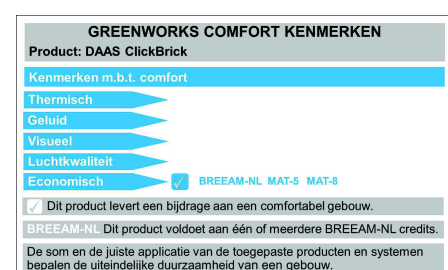 GREENWORKS COMFORT KENMERKEN
Product: DAAS ClickBrick
Kenmerken m.b.t. comfort
Thermisch
Geluid
Visueel
Luchtkwaliteit
Economisch BREEAM-NL MAT-5 MAT-8
Dit product levert een bijdrage aan een comfortabel gebouw.
BREEAM-NL Dit product voldoet aan één of meerdere BREEAM-NL credits.
De som en de juiste applicatie van de toegepaste producten en systemen
bepalen de uiteindelijke duurzaamheid van een gebouw.